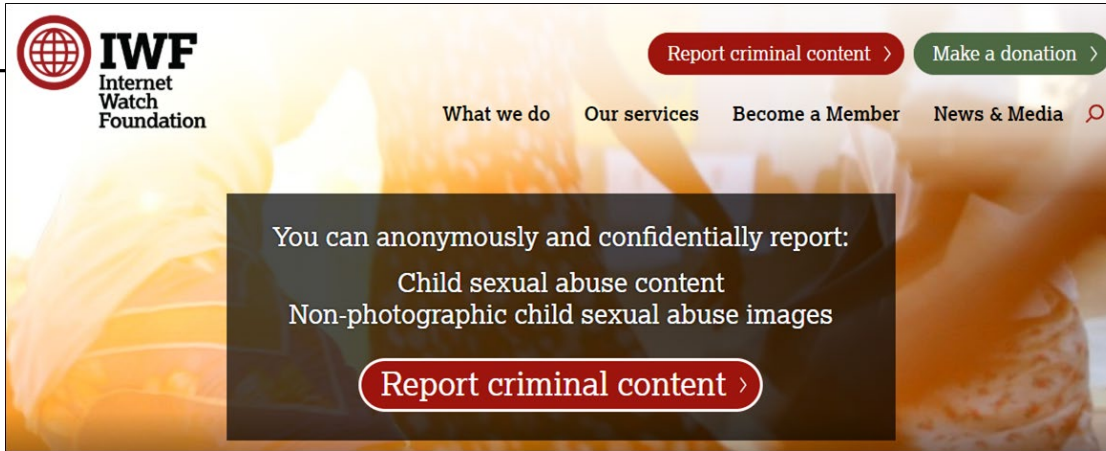 IWF
Internet
Watch
Foundation
Report criminal content
Make a donation
What we do
Our services
Become a Member
News & Media
You can anonymously and confidentially report:
Child sexual abuse content
Non-photographic child sexual abuse images
Report criminal content